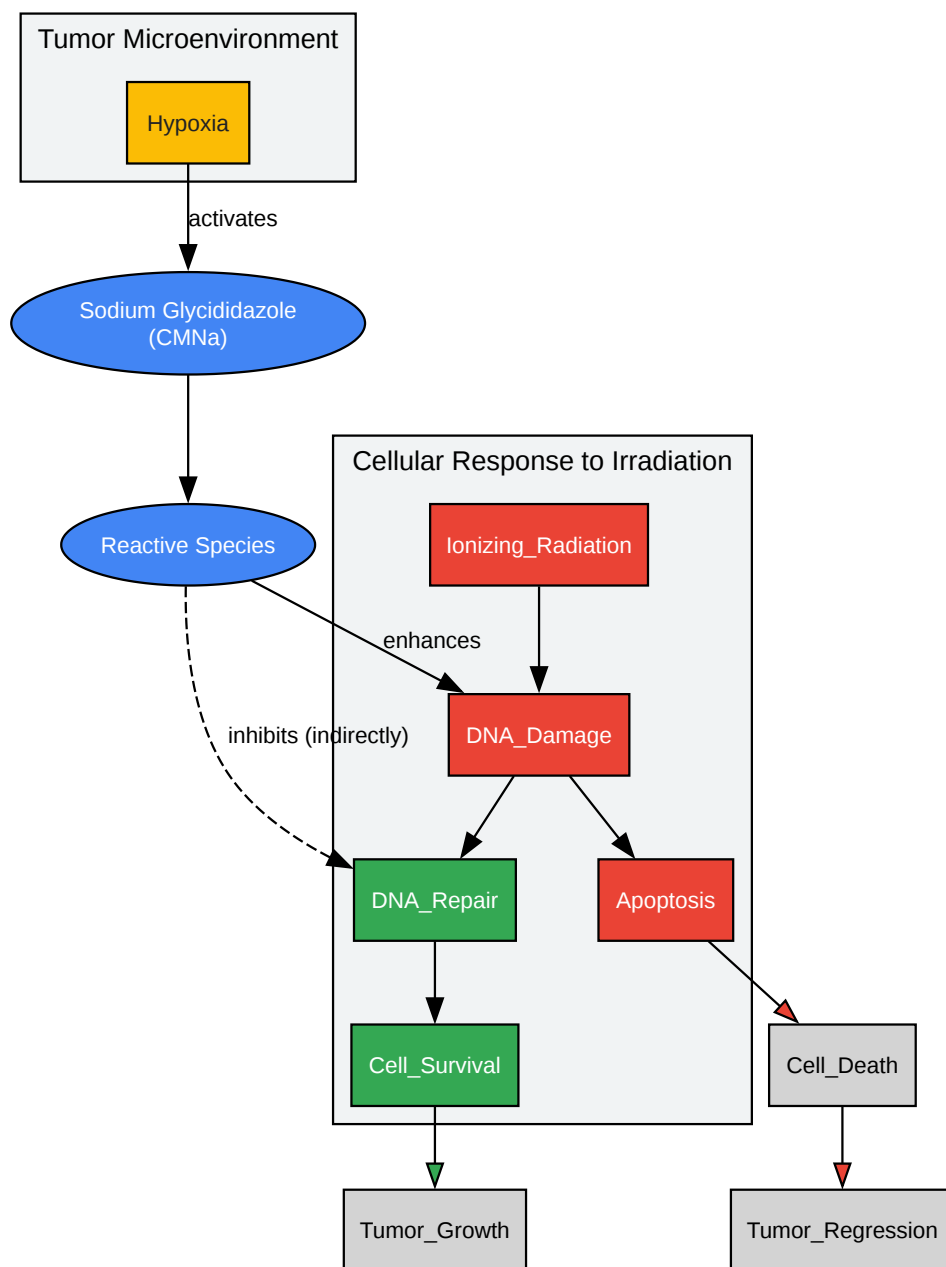 Tumor Microenvironment
Hypoxia
activates
Sodium Glycididazole
(CMNa)
Cellular Response to Irradiation
Ionizing_Radiation
Reactive Species
enhances
inhibits (indirectly)
DNA_Damage
DNA_Repair
Apoptosis
Cell_Survival
Cell_Death
Tumor_Growth
Tumor_Regression